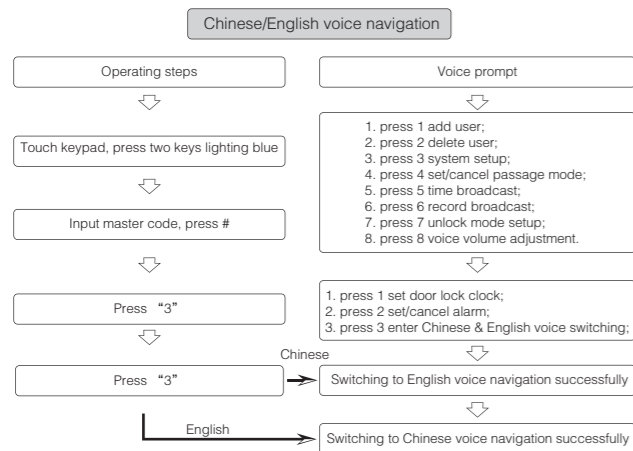 Chinese/English voice navigation
Operating steps
Voice prompt
Touch keypad, press two keys lighting blue
1. press 1 add user;
2. press 2 delete user;
3. press 3 system setup;
4. press 4 set/cancel passage mode;
5. press 5 time broadcast;
6. press 6 record broadcast;
7. press 7 unlock mode setup;
8. press 8 voice volume adjustment.
Input master code, press #
Press “3”
1. press 1 set door lock clock;
2. press 2 set/cancel alarm;
3. press 3 enter Chinese & English voice switching;
Press “3”
Chinese
Switching to English voice navigation successfully
English
Switching to Chinese voice navigation successfully